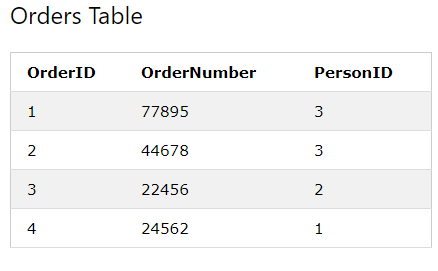 Orders Table
OrderID OrderNumber PersonID
1 77895 3
2 44678 3
3 22456 2
4 24562 1